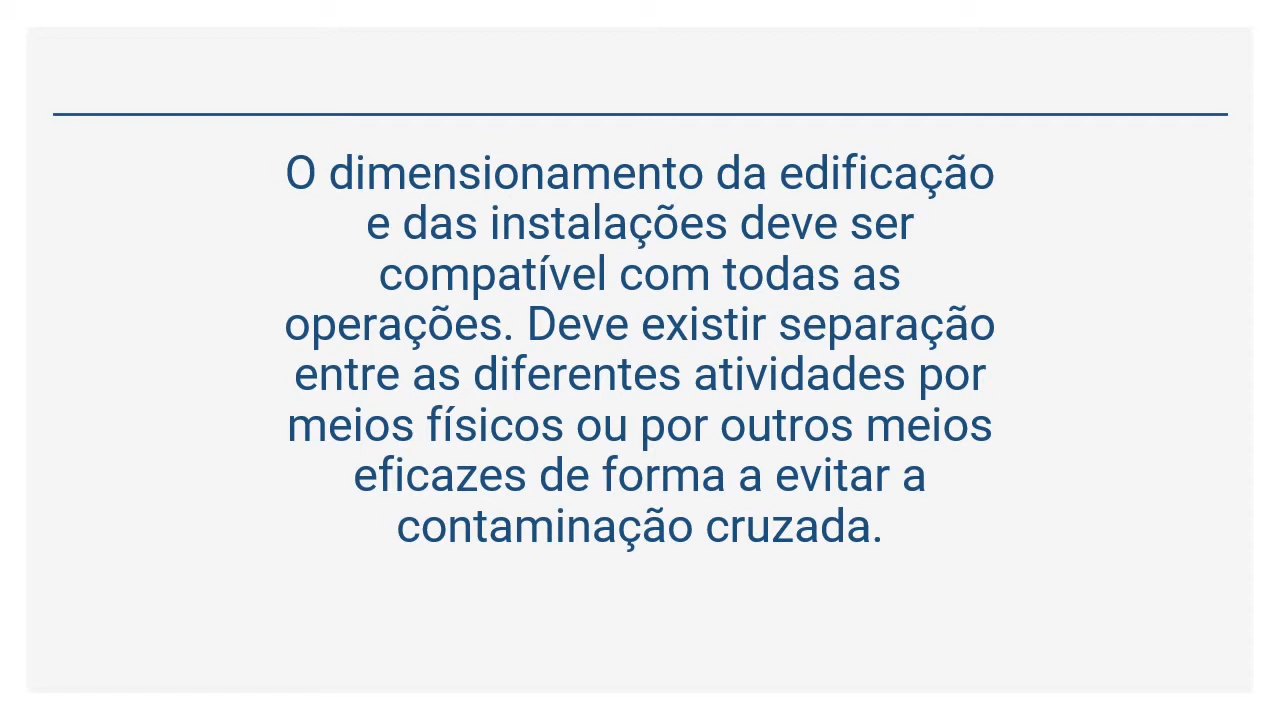 O dimensionamento da edificação
e das instalações deve ser
compatível com todas as
operações. Deve existir separação
entre as diferentes atividades por
meios físicos ou por outros meios
eficazes de forma a evitar a
contaminação cruzada.